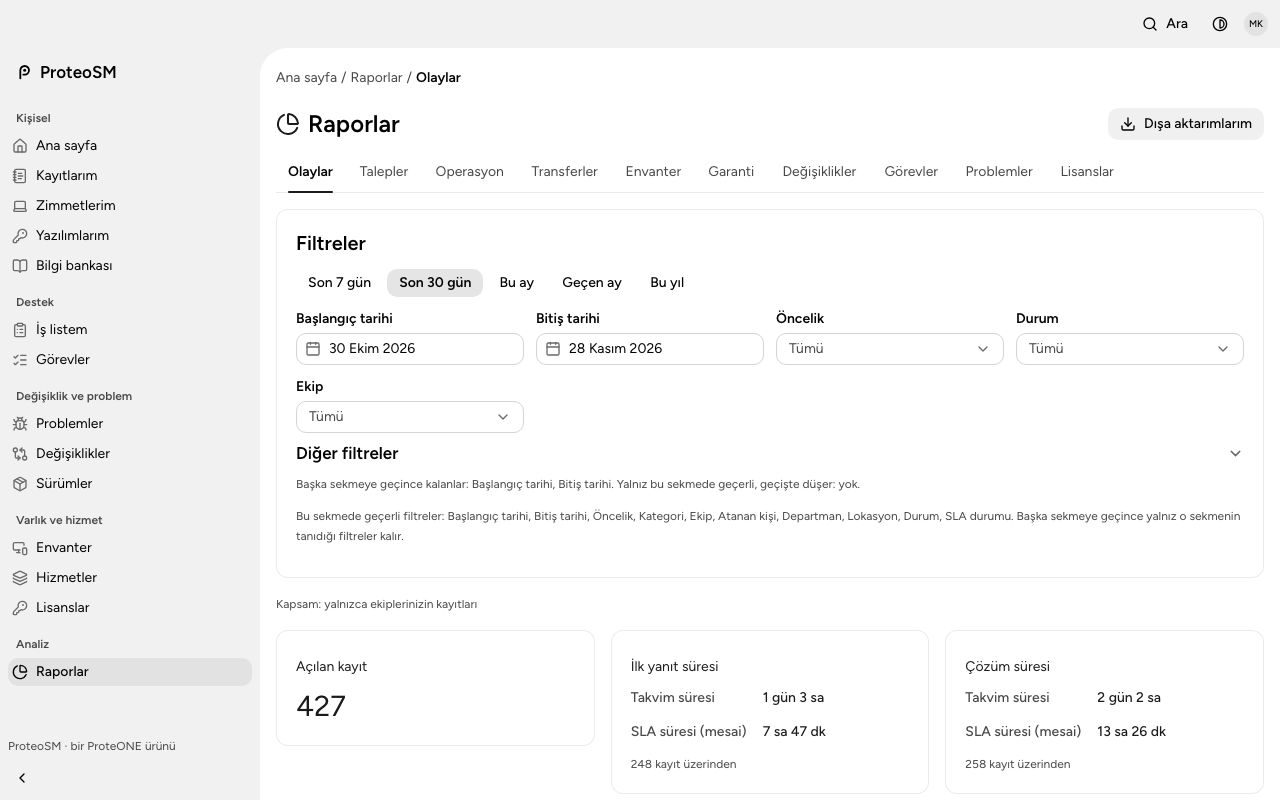 Ara
MK
ProteoSM
Kişisel
Ana sayfa
Kayıtlarım
Zimmetlerim
Yazılımlarım
Bilgi bankası
Destek
İş listem
Görevler
Değişiklik ve problem
Problemler
Değişiklikler
Sürümler
Varlık ve hizmet
Envanter
Hizmetler
Lisanslar
Analiz
Raporlar
ProteoSM · bir ProteONE ürünü
Ana sayfa / Raporlar / Olaylar
Raporlar
Dışa aktarımlarım
Olaylar Talepler Operasyon Transferler Envanter Garanti Değişiklikler Görevler Problemler Lisanslar
Filtreler
Son 7 gün Son 30 gün Bu ay Geçen ay Bu yıl
Başlangıç tarihi Bitiş tarihi Öncelik Durum
30 Ekim 2026 28 Kasım 2026 Tümü Tümü
Ekip
Tümü
Diğer filtreler
Başka sekmeye geçince kalanlar: Başlangıç tarihi, Bitiş tarihi. Yalnız bu sekmede geçerli, geçişte düşer: yok.
Bu sekmede geçerli filtreler: Başlangıç tarihi, Bitiş tarihi, Öncelik, Kategori, Ekip, Atanan kişi, Departman, Lokasyon, Durum, SLA durumu. Başka sekmeye geçince yalnız o sekmenin
tanıdığı filtreler kalır.
Kapsam: yalnızca ekiplerinizin kayıtları
Açılan kayıt
427
İlk yanıt süresi
Takvim süresi 1 gün 3 sa
SLA süresi (mesai) 7 sa 47 dk
248 kayıt üzerinden
Çözüm süresi
Takvim süresi 2 gün 2 sa
SLA süresi (mesai) 13 sa 26 dk
258 kayıt üzerinden